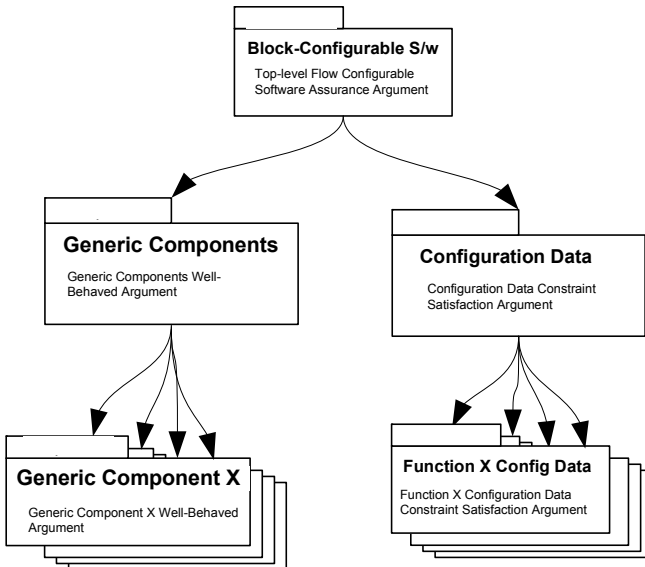 Block-Configurable S/w
Top-level Flow Configurable
Software Assurance Argument
Generic Components
Generic Components Well-
Behaved Argument
Configuration Data
Configuration Data Constraint
Satisfaction Argument
Generic Component X
Generic Component X Well-Behaved
Argument
Function X Config Data
Function X Configuration Data
Constraint Satisfaction Argument